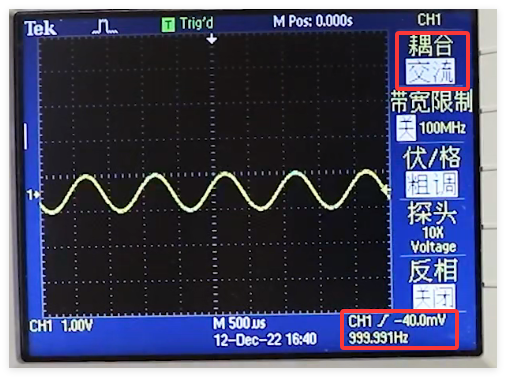 Tek T Trig'd M Pos: 0.000s CH1
耦合
交流
带宽限制
关 100MHz
伏/格
粗调
探头
10X
Voltage
反相
关闭
1+
CH1 1.00V M 500µs CH1 -40.0mV
12-Dec-22 16:40 999.991Hz